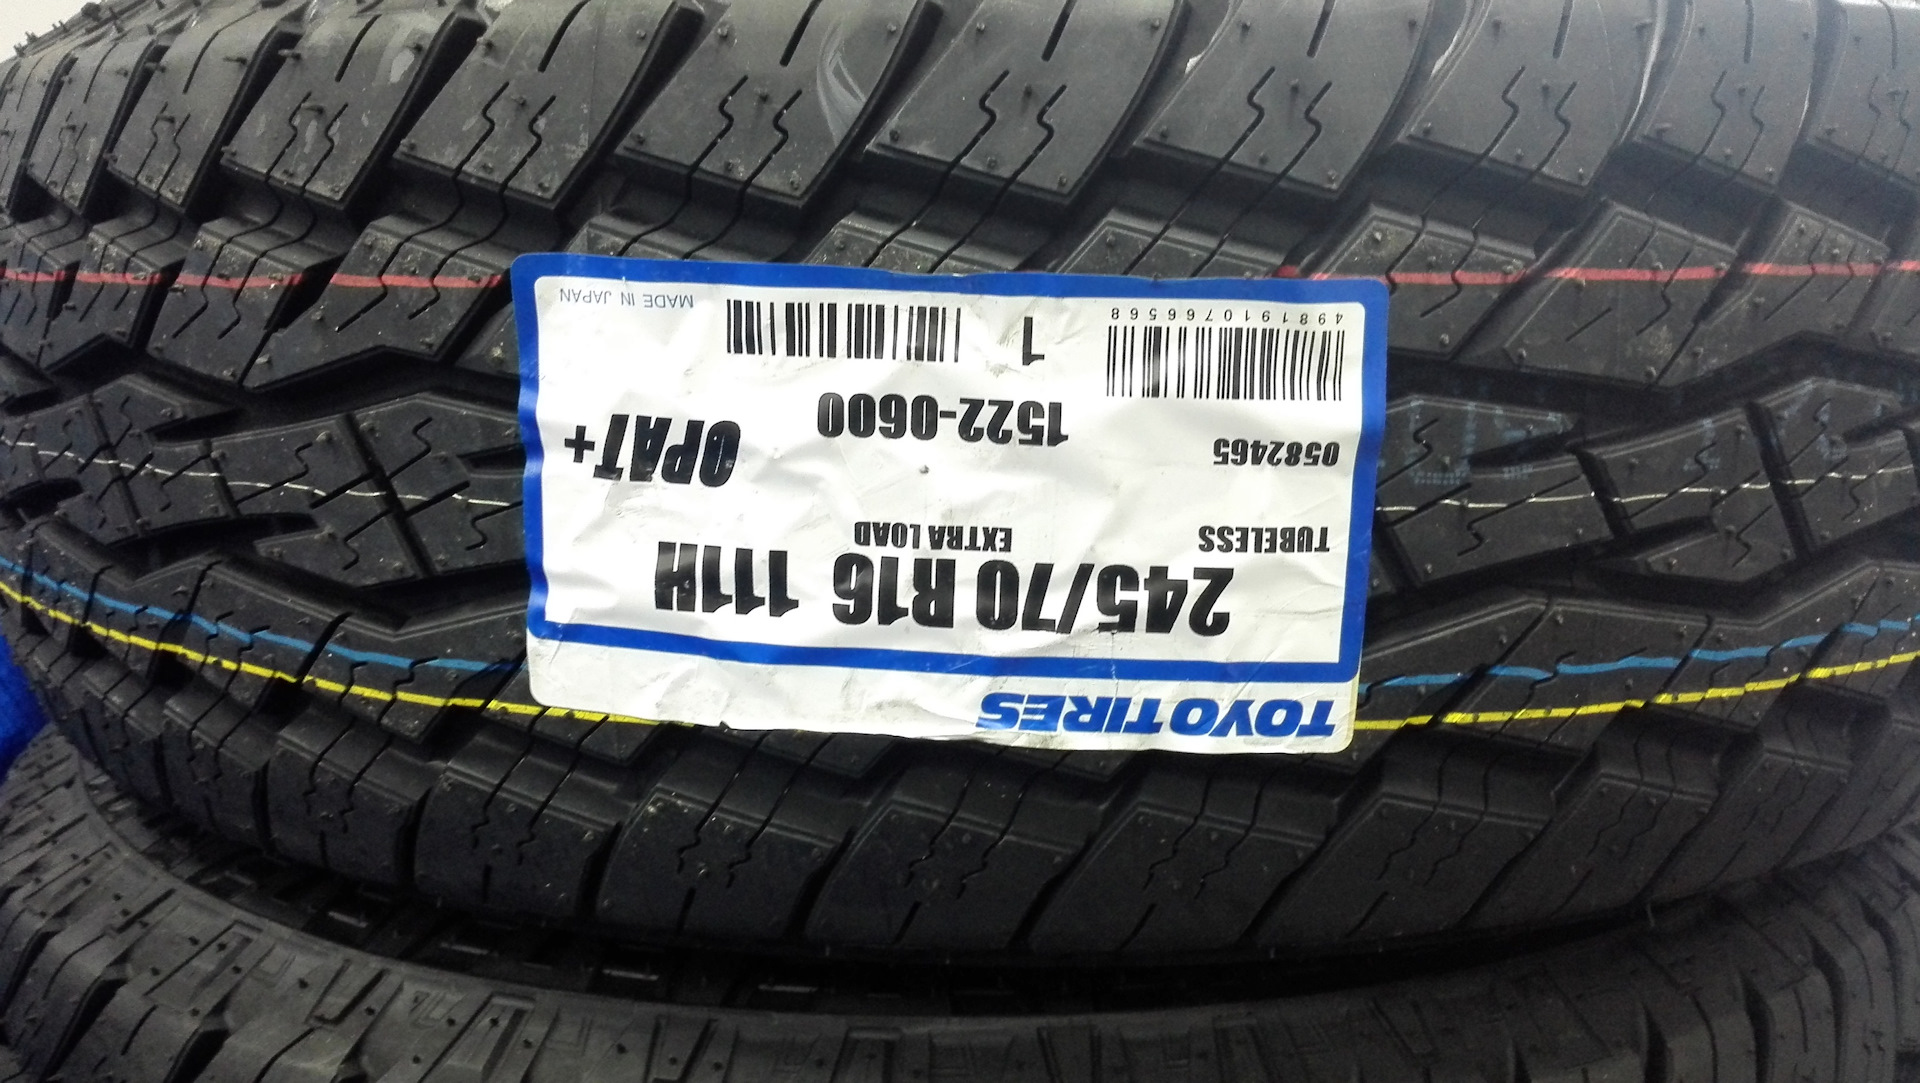 TOYO TIRES
245/70 R16 111H
TUBELESS EXTRA LOAD
0582465 OPAT+
1522-0600
4981910766568 1 MADE IN JAPAN